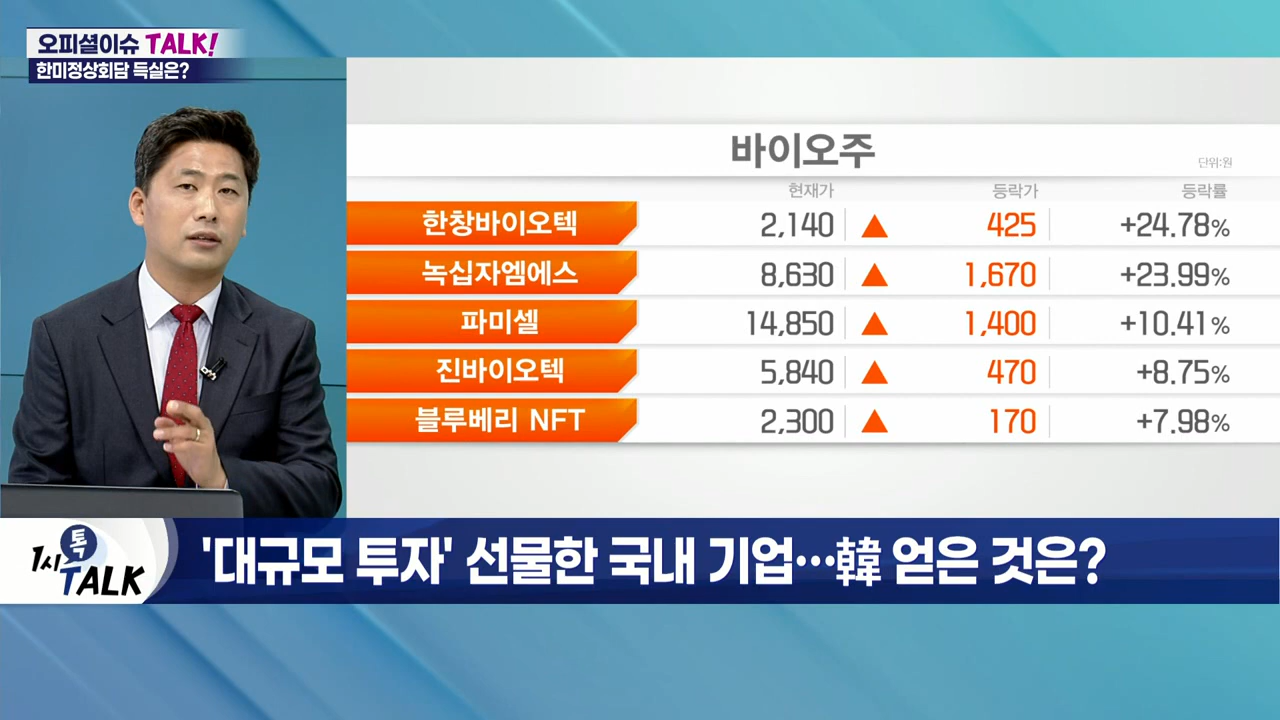 오피셜이슈 TALK!
한미정상회담 득실은?
바이오주
단위:원
현재가 등락가 등락률
한창바이오텍 2,140 ▲ 425 +24.78%
녹십자엠에스 8,630 ▲ 1,670 +23.99%
파미셀 14,850 ▲ 1,400 +10.41%
진바이오텍 5,840 ▲ 470 +8.75%
블루베리 NFT 2,300 ▲ 170 +7.98%
1시톡 TALK
'대규모 투자' 선물한 국내 기업…韓 얻은 것은?